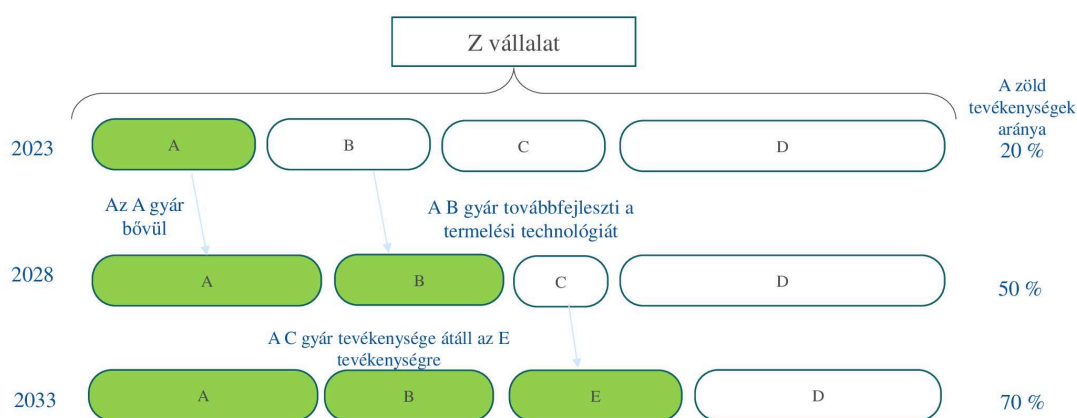 Z vállalat
A zöld
tevékenységek
aránya
2023
A
B
C
D
20 %
Az A gyár
bővül
A B gyár továbbfejleszti a
termelési technológiát
2028
A
B
C
D
50 %
A C gyár tevékenysége átáll az E
tevékenységre
2033
A
B
E
D
70 %